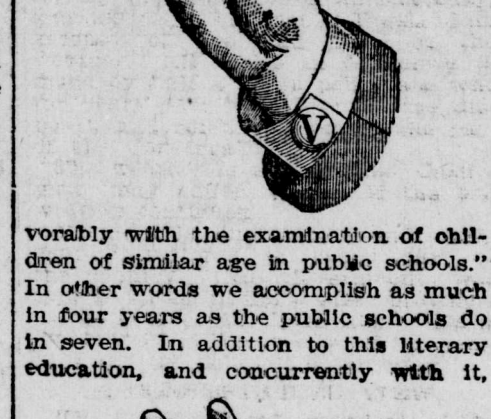 V
vorably with the examination of chil-
dren of similar age in public schools."
In other words we accomplish as much
in four years as the public schools do
in seven. In addition to this literary
education, and concurrently with it,